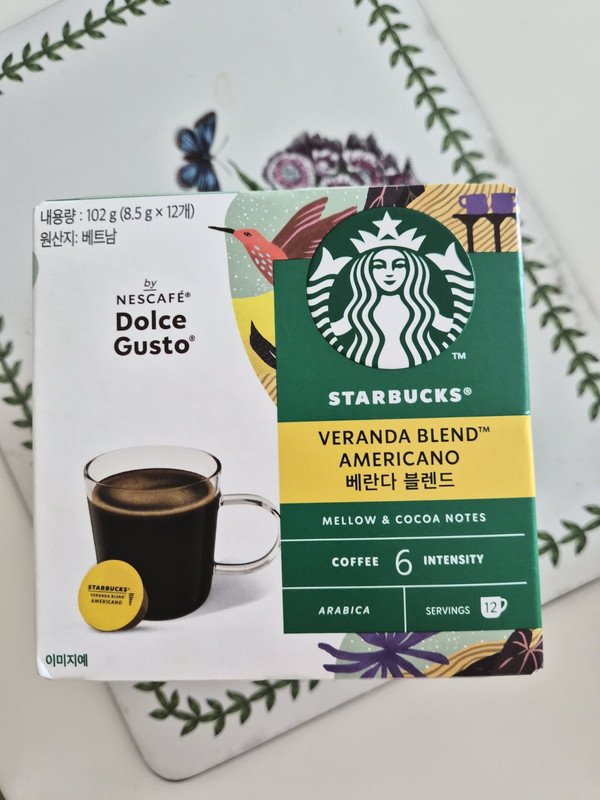 내용량 : 102 g (8.5 g × 12개)
원산지: 베트남
by
NESCAFÉ®
Dolce
Gusto®
TM
STARBUCKS®
VERANDA BLEND™
AMERICANO
베란다 블렌드
MELLOW & COCOA NOTES
COFFEE 6 INTENSITY
ARABICA
SERVINGS 12
STARBUCKS®
VERANDA BLEND™
AMERICANO
이미지예